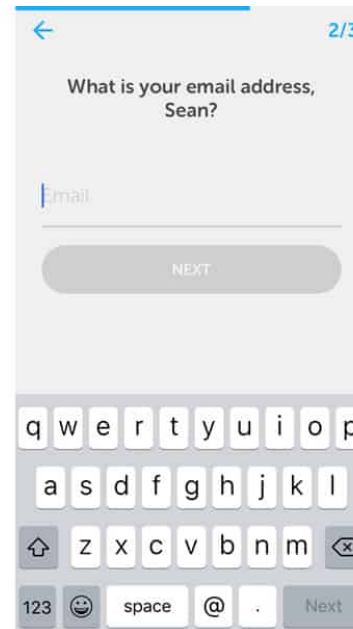 2/3
What is your email address,
Sean?
Email
NEXT
q w e r t y u i o p
a s d f g h j k l
z x c v b n m
123 space @ . Next